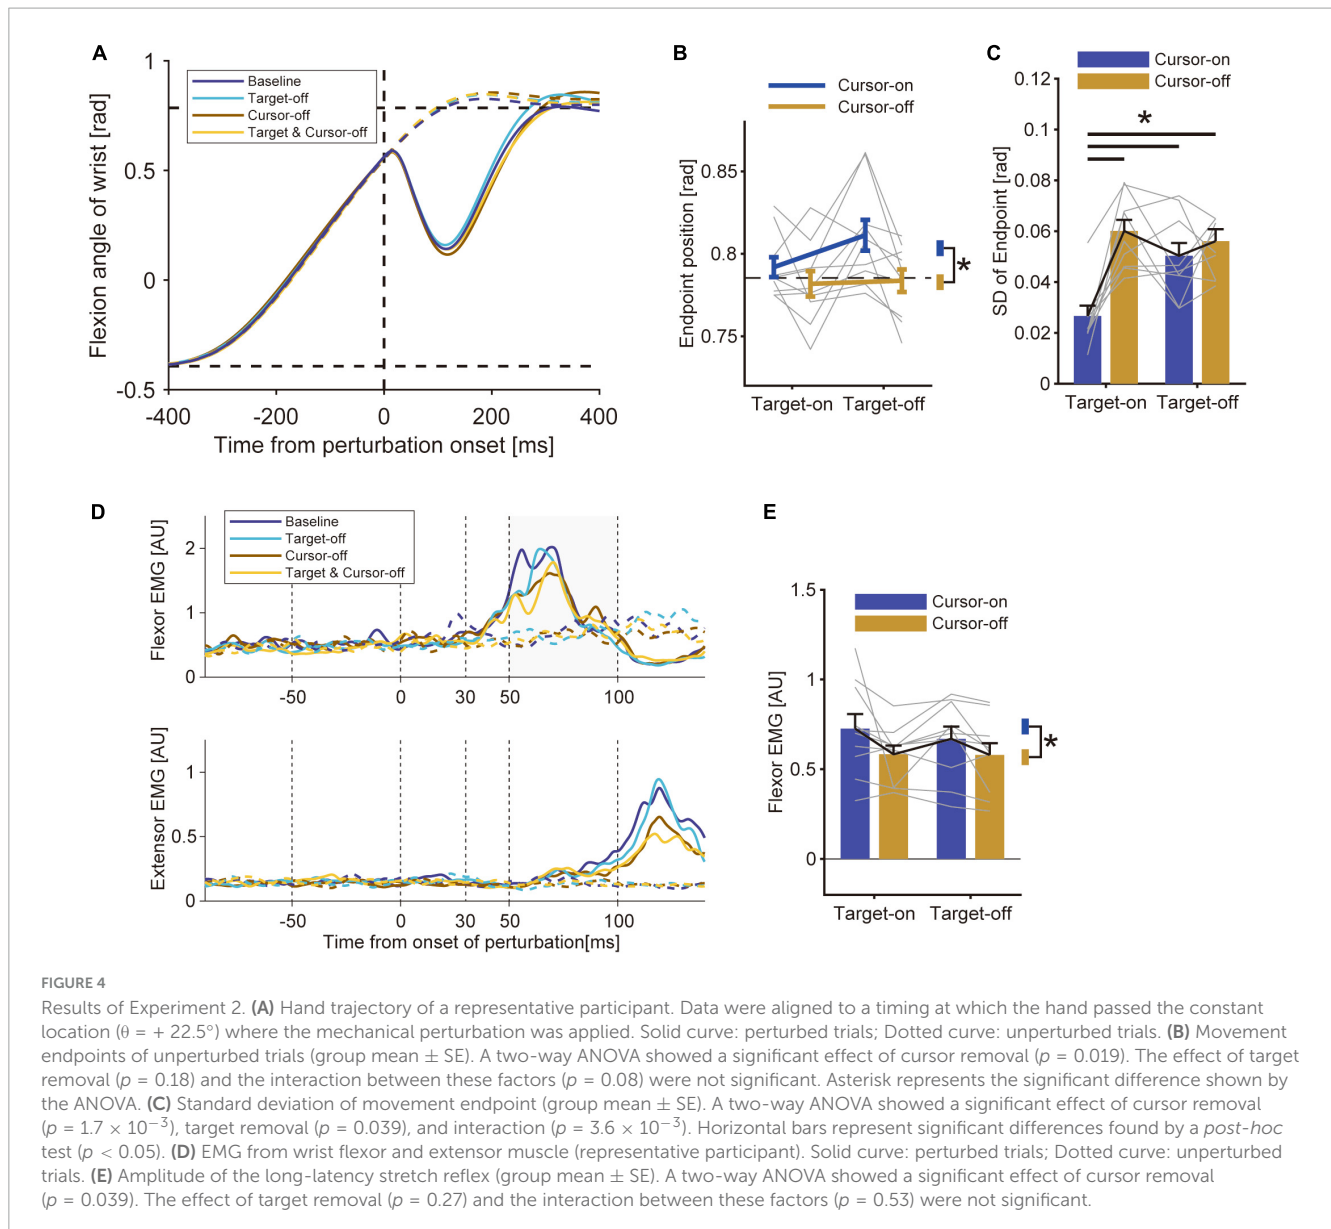 A
Baseline
Target-off
Cursor-off
Target & Cursor-off
Flexion angle of wrist [rad]
1
0.5
0
-0.5
-400
-200
0
200
400
Time from perturbation onset [ms]
B
Cursor-on
Cursor-off
Endpoint position [rad]
0.85
0.8
0.75
*
Target-on
Target-off
C
Cursor-on
Cursor-off
SD of Endpoint [rad]
0.12
0.1
0.08
0.06
0.04
0.02
0
*
Target-on
Target-off
D
Baseline
Target-off
Cursor-off
Target & Cursor-off
Flexor EMG [AU]
2
1
0
-50
0
30
50
100
Extensor EMG [AU]
1
0.5
0
-50
0
30
50
100
Time from onset of perturbation[ms]
E
Cursor-on
Cursor-off
Flexor EMG [AU]
1.5
1
0.5
0
*
Target-on
Target-off
FIGURE 4
Results of Experiment 2. (A) Hand trajectory of a representative participant. Data were aligned to a timing at which the hand passed the constant
location (θ = + 22.5°) where the mechanical perturbation was applied. Solid curve: perturbed trials; Dotted curve: unperturbed trials. (B) Movement
endpoints of unperturbed trials (group mean ± SE). A two-way ANOVA showed a significant effect of cursor removal (p = 0.019). The effect of target
removal (p = 0.18) and the interaction between these factors (p = 0.08) were not significant. Asterisk represents the significant difference shown by
the ANOVA. (C) Standard deviation of movement endpoint (group mean ± SE). A two-way ANOVA showed a significant effect of cursor removal
(p = 1.7 × 10⁻³), target removal (p = 0.039), and interaction (p = 3.6 × 10⁻³). Horizontal bars represent significant differences found by a post-hoc
test (p < 0.05). (D) EMG from wrist flexor and extensor muscle (representative participant). Solid curve: perturbed trials; Dotted curve: unperturbed
trials. (E) Amplitude of the long-latency stretch reflex (group mean ± SE). A two-way ANOVA showed a significant effect of cursor removal
(p = 0.039). The effect of target removal (p = 0.27) and the interaction between these factors (p = 0.53) were not significant.